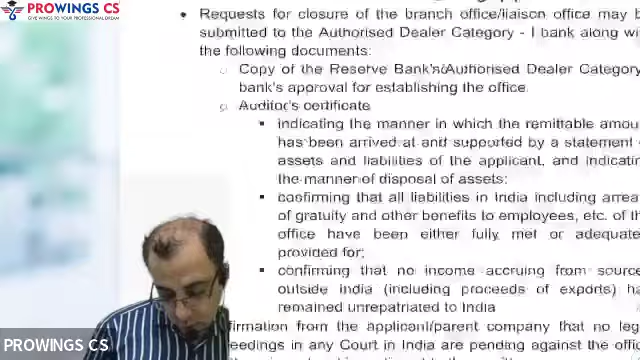 PROWINGS CS
GIVE WINGS TO YOUR PROFESSIONAL DREAM
• Requests for closure of the branch office/liaison office may b
submitted to the Authorised Dealer Category - I bank along wi
the following documents:
Copy of the Reserve Bank's/Authorised Dealer Category
bank's approval for establishing the office.
Auditor's certificate
▪ indicating the manner in which the remittable amou
has been arrived at and supported by a statement
assets and liabilities of the applicant, and indicatin
the manner of disposal of assets;
▪ confirming that all liabilities in India including arrea
of gratuity and other benefits to employees, etc. of th
office have been either fully met or adequate
provided for;
▪ confirming that no income accruing from source
outside India (including proceeds of exports) ha
remained unrepatriated to India
firmation from the applicant/parent company that no leg
eedings in any Court in India are pending against the offic
PROWINGS CS